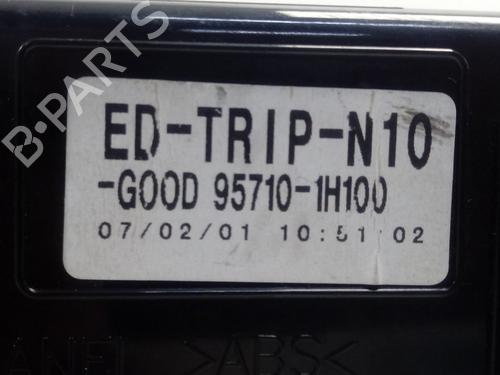 B-PARTS
ED-TRIP-N10
-GOOD 95710-1H100
07/02/01 10:51:02
>ABS<